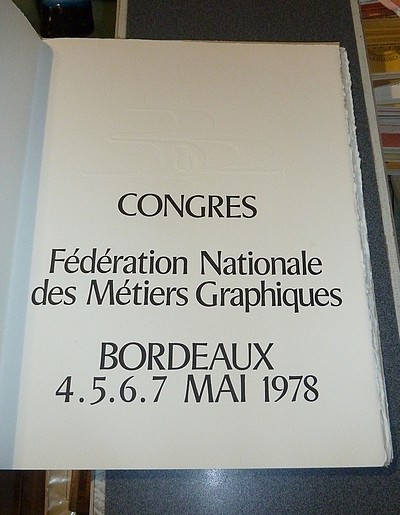 CONGRES
Fédération Nationale
des Métiers Graphiques
BORDEAUX
4.5.6.7 MAI 1978